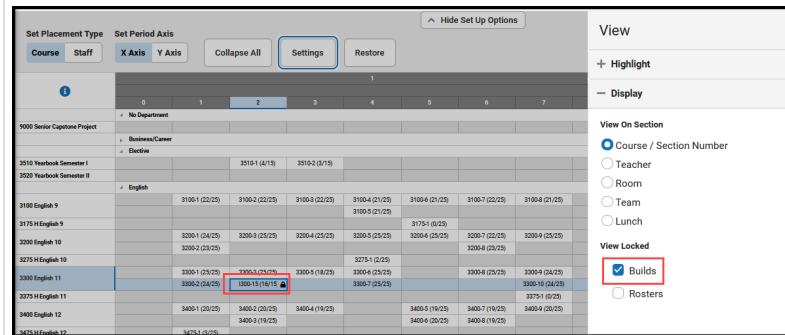 Hide Set Up Options
Set Placement Type Set Period Axis
Course Staff X Axis Y Axis Collapse All Settings Restore
1
0 1 2 3 4 5 6 7
No Department
9000 Senior Capstone Project
Business/Career
Elective
3510 Yearbook Semester I 3510-1 (4/15) 3510-2 (3/15)
3520 Yearbook Semester II
English
3100 English 9 3100-1 (22/25) 3100-2 (22/25) 3100-3 (22/25) 3100-4 (21/25) 3100-6 (21/25) 3100-7 (22/25) 3100-8 (21/25)
3100-5 (21/25)
3175 H English 9 3175-1 (0/25)
3200 English 10 3200-1 (24/25) 3200-3 (25/25) 3200-4 (25/25) 3200-5 (25/25) 3200-6 (25/25) 3200-7 (22/25) 3200-9 (25/25)
3200-2 (23/25) 3200-8 (23/25)
3275 H English 10 3275-1 (2/25)
3300 English 11 3300-1 (25/25) 3300-3 (25/25) 3300-5 (18/25) 3300-6 (25/25) 3300-8 (25/25) 3300-9 (24/25)
3300-2 (24/25) I300-15 (16/15 3300-7 (25/25) 3300-10 (24/25)
3375 H English 11 3375-1 (0/25)
3400 English 12 3400-1 (20/25) 3400-2 (20/25) 3400-4 (19/25) 3400-5 (19/25) 3400-7 (19/25) 3400-9 (20/25)
3400-3 (19/25) 3400-6 (20/25) 3400-8 (19/25)
3475 H English 12 3475-1 (3/25)
View
Highlight
Display
View On Section
Course / Section Number
Teacher
Room
Team
Lunch
View Locked
Builds
Rosters